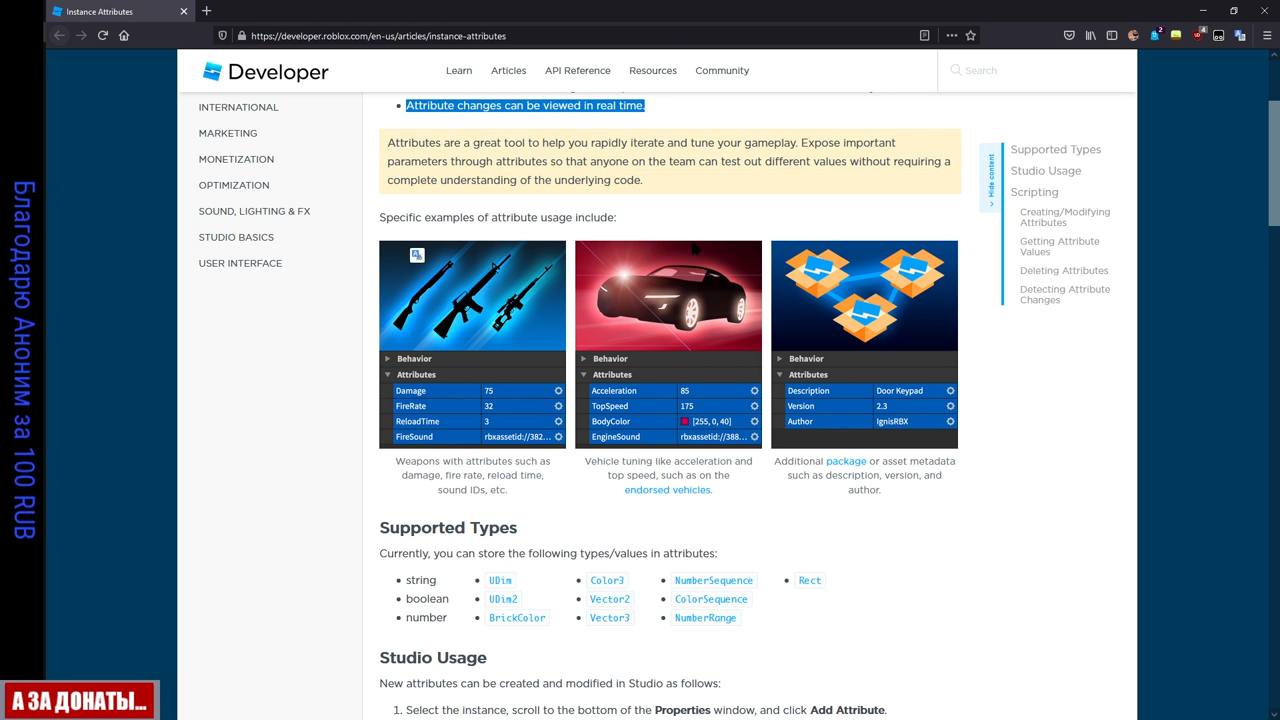 Instance Attributes
https://developer.roblox.com/en-us/articles/instance-attributes
Developer
Learn
Articles
API Reference
Resources
Community
Search
INTERNATIONAL
MARKETING
MONETIZATION
OPTIMIZATION
SOUND, LIGHTING & FX
STUDIO BASICS
USER INTERFACE
Attribute changes can be viewed in real time.
Attributes are a great tool to help you rapidly iterate and tune your gameplay. Expose important
parameters through attributes so that anyone on the team can test out different values without requiring a
complete understanding of the underlying code.
Specific examples of attribute usage include:
Behavior
Attributes
Damage 75
FireRate 32
ReloadTime 3
FireSound rbxassetid://382...
Weapons with attributes such as
damage, fire rate, reload time,
sound IDs, etc.
Behavior
Attributes
Acceleration 85
TopSpeed 175
BodyColor [255, 0, 40]
EngineSound rbxassetid://388...
Vehicle tuning like acceleration and
top speed, such as on the
endorsed vehicles.
Behavior
Attributes
Description Door Keypad
Version 2.3
Author IgnisRBX
Additional package or asset metadata
such as description, version, and
author.
Supported Types
Currently, you can store the following types/values in attributes:
string UDim Color3 NumberSequence Rect
boolean UDim2 Vector2 ColorSequence
number BrickColor Vector3 NumberRange
Studio Usage
New attributes can be created and modified in Studio as follows:
1. Select the instance, scroll to the bottom of the Properties window, and click Add Attribute.
Hide content
Supported Types
Studio Usage
Scripting
Creating/Modifying
Attributes
Getting Attribute
Values
Deleting Attributes
Detecting Attribute
Changes
Благодарю Аноним за 100 RUB
А ЗА ДОНАТЫ...